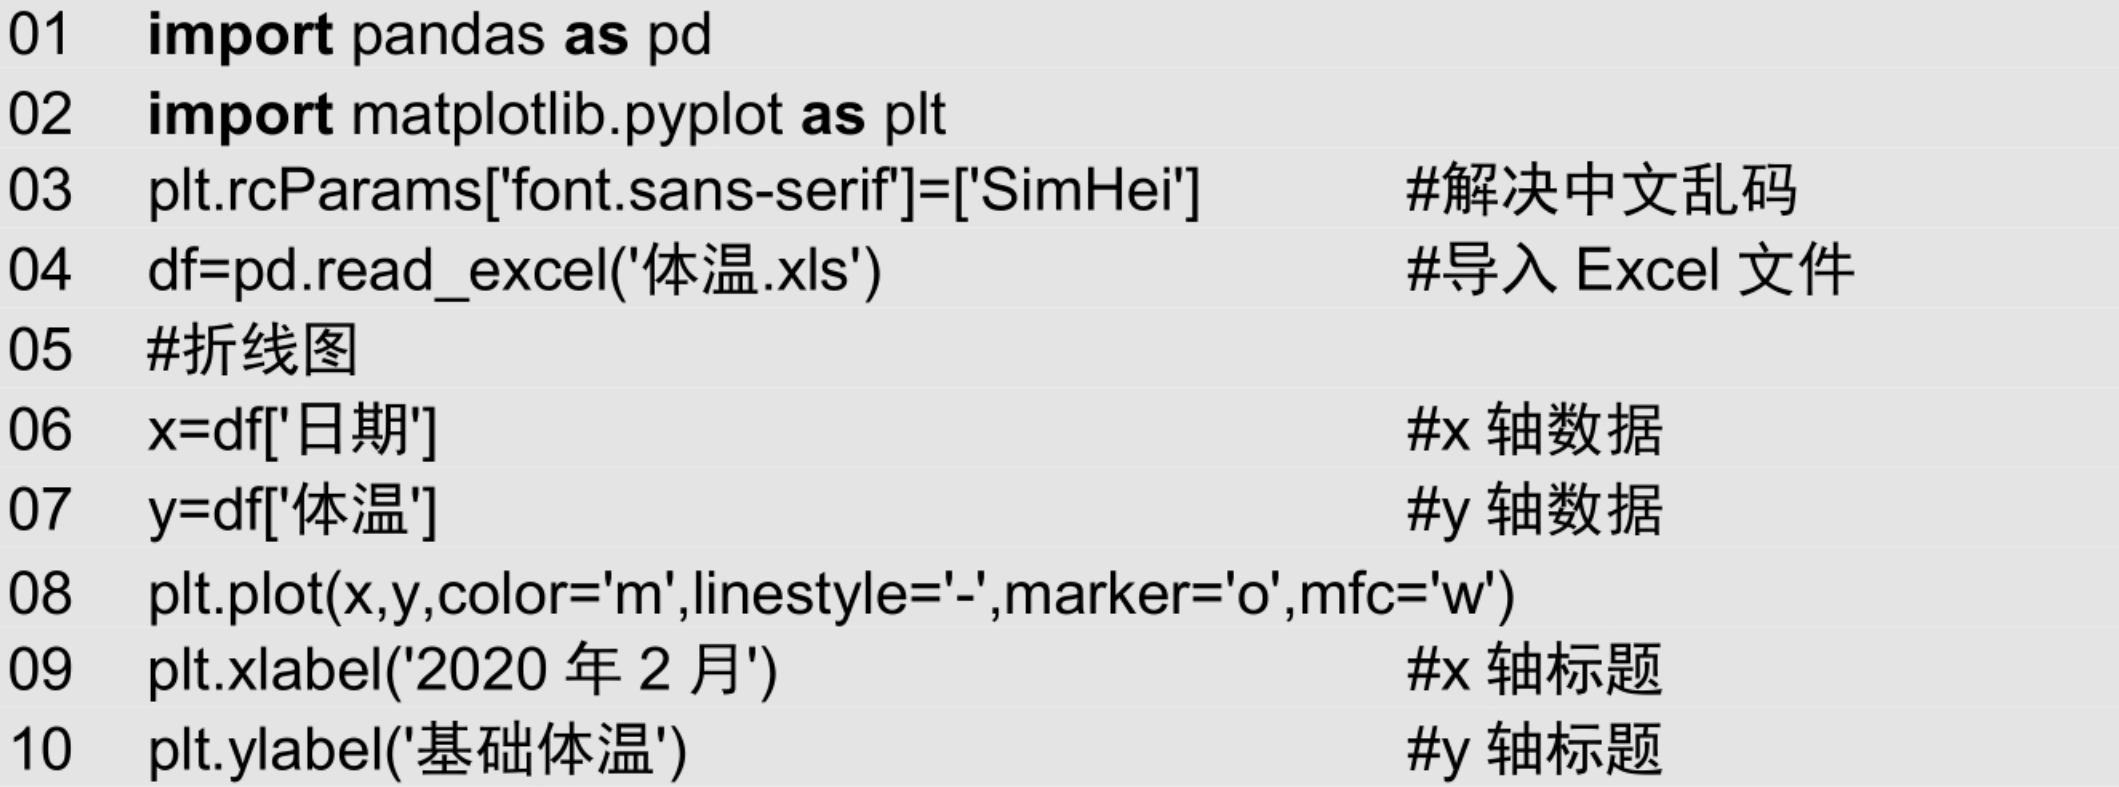 01 import pandas as pd
02 import matplotlib.pyplot as plt
03 plt.rcParams['font.sans-serif']=['SimHei'] #解决中文乱码
04 df=pd.read_excel('体温.xls') #导入 Excel 文件
05 #折线图
06 x=df['日期'] #x 轴数据
07 y=df['体温'] #y 轴数据
08 plt.plot(x,y,color='m',linestyle='-',marker='o',mfc='w')
09 plt.xlabel('2020 年 2 月') #x 轴标题
10 plt.ylabel('基础体温') #y 轴标题